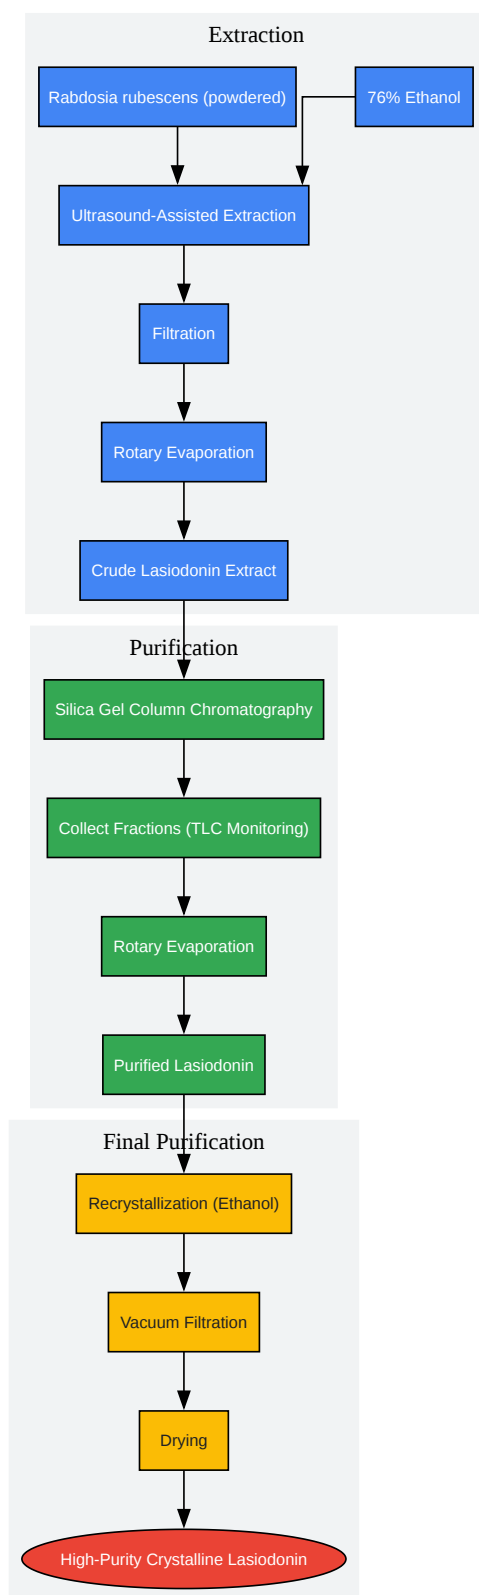 Extraction
Rabdosia rubescens (powdered)
76% Ethanol
Ultrasound-Assisted Extraction
Filtration
Rotary Evaporation
Crude Lasiodonin Extract
Purification
Silica Gel Column Chromatography
Collect Fractions (TLC Monitoring)
Rotary Evaporation
Purified Lasiodonin
Final Purification
Recrystallization (Ethanol)
Vacuum Filtration
Drying
High-Purity Crystalline Lasiodonin